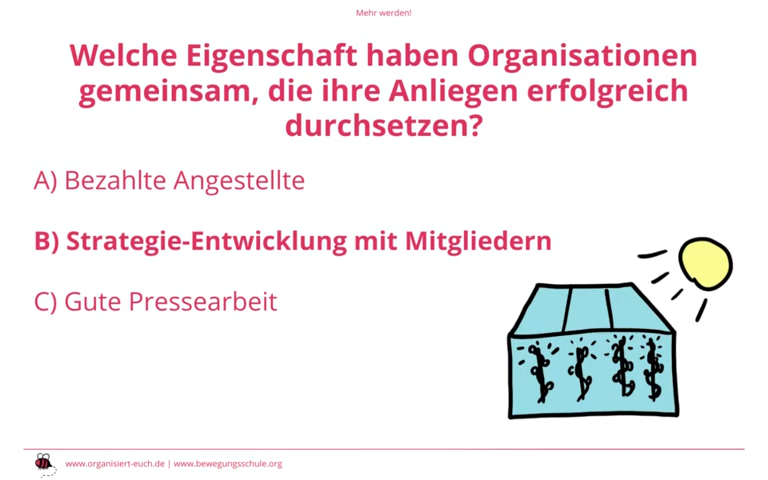 Mehr werden!
Welche Eigenschaft haben Organisationen
gemeinsam, die ihre Anliegen erfolgreich
durchsetzen?
A) Bezahlte Angestellte
B) Strategie-Entwicklung mit Mitgliedern
C) Gute Pressearbeit
www.organisiert-euch.de | www.bewegungsschule.org